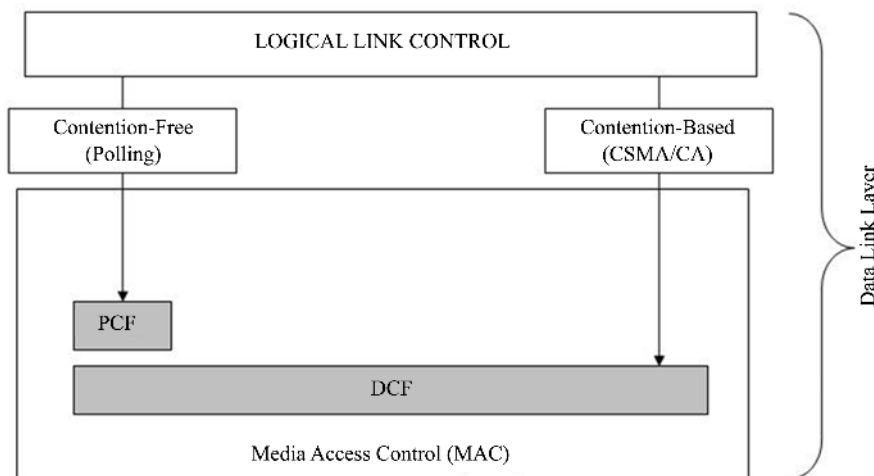 LOGICAL LINK CONTROL
Contention-Free
(Polling)
Contention-Based
(CSMA/CA)
PCF
DCF
Media Access Control (MAC)
Data Link Layer